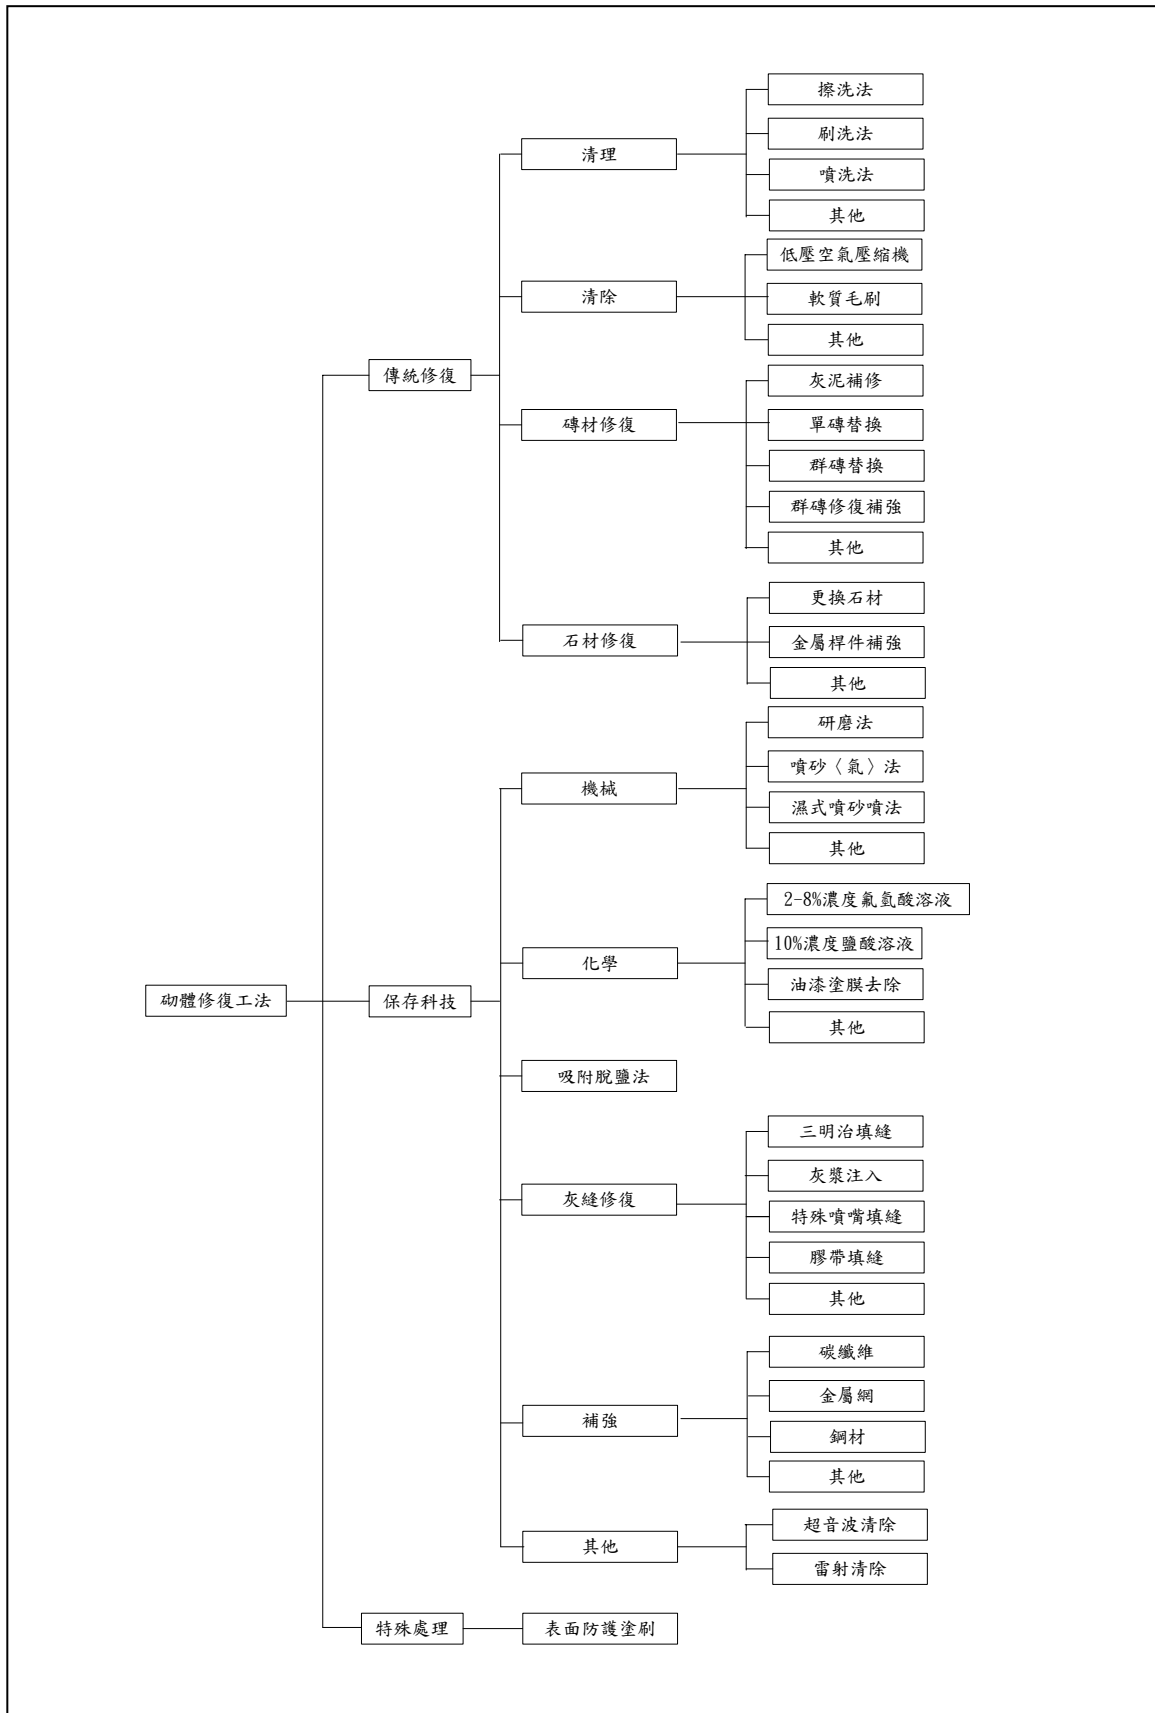 砌體修復工法
傳統修復
清理
擦洗法
刷洗法
噴洗法
其他
清除
低壓空氣壓縮機
軟質毛刷
其他
磚材修復
灰泥補修
單磚替換
群磚替換
群磚修復補強
其他
石材修復
更換石材
金屬桿件補強
其他
保存科技
機械
研磨法
噴砂〈氣〉法
濕式噴砂噴法
其他
化學
2-8%濃度氟氫酸溶液
10%濃度鹽酸溶液
油漆塗膜去除
其他
吸附脫鹽法
灰縫修復
三明治填縫
灰漿注入
特殊噴嘴填縫
膠帶填縫
其他
補強
碳纖維
金屬網
鋼材
其他
其他
超音波清除
雷射清除
特殊處理
表面防護塗刷